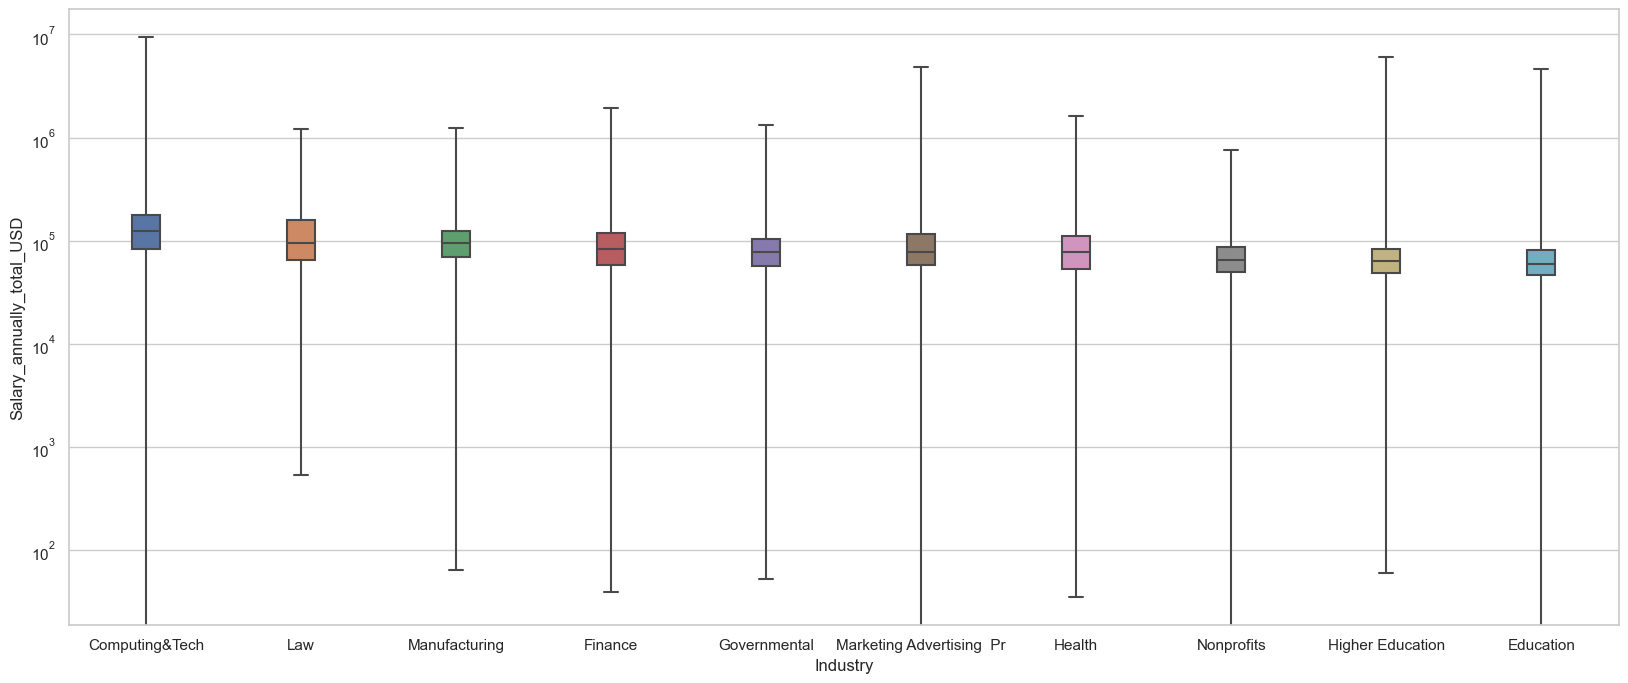 10^7
10^6
10^5
10^4
10^3
10^2
Salary_annually_total_USD
Computing&Tech Law Manufacturing Finance Governmental Marketing Advertising  Pr Health Nonprofits Higher Education Education
Industry